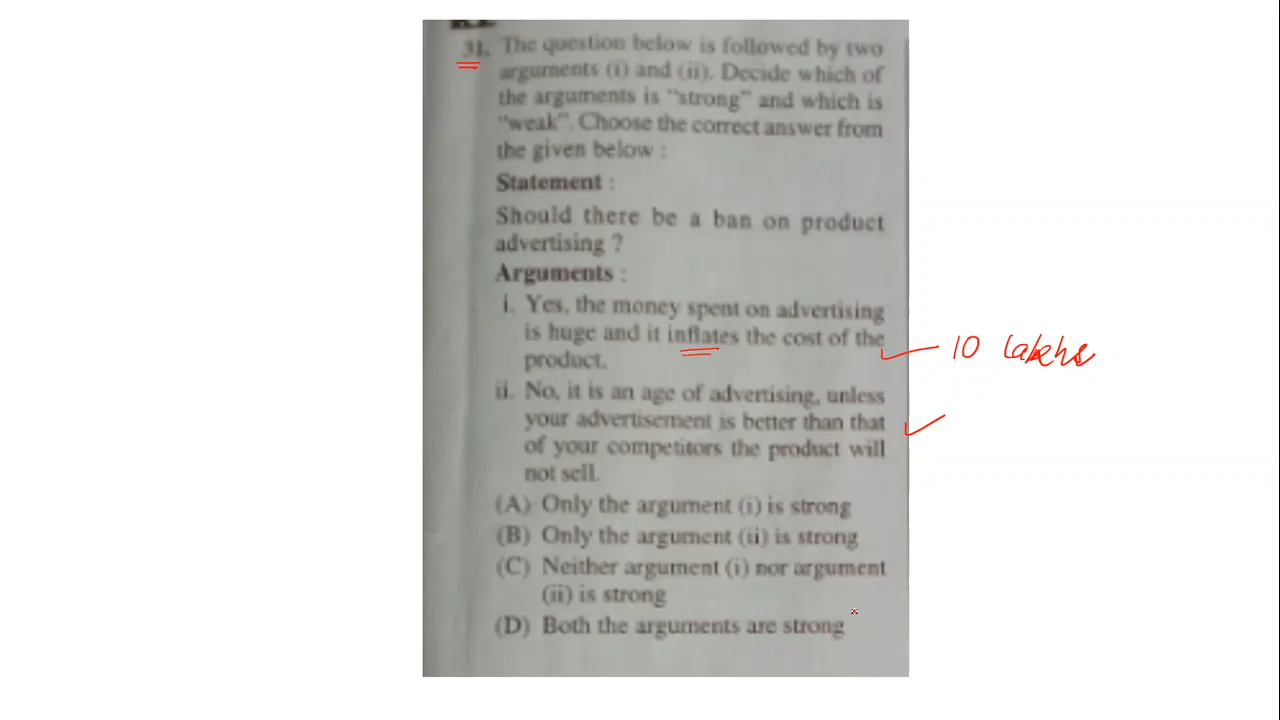 31. The question below is followed by two
arguments (i) and (ii). Decide which of
the arguments is "strong" and which is
"weak". Choose the correct answer from
the given below :
Statement :
Should there be a ban on product
advertising ?
Arguments :
i. Yes, the money spent on advertising
is huge and it inflates the cost of the
product.
10 lakhs
ii. No, it is an age of advertising, unless
your advertisement is better than that
of your competitors the product will
not sell.
(A) Only the argument (i) is strong
(B) Only the argument (ii) is strong
(C) Neither argument (i) nor argument
(ii) is strong
(D) Both the arguments are strong